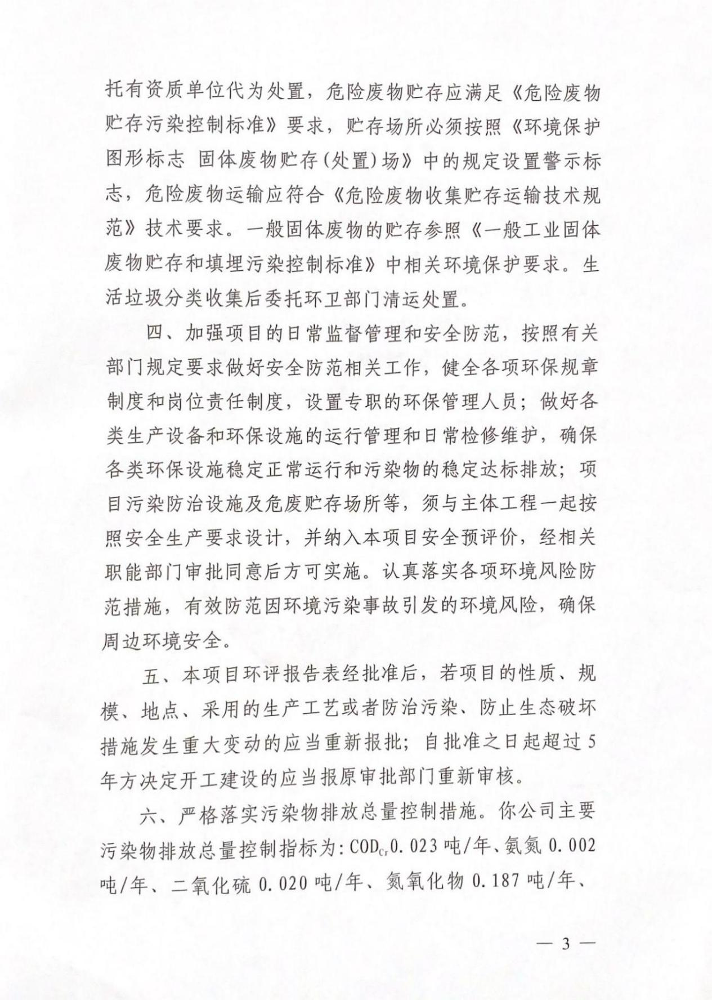 托有资质单位代为处置，危险废物贮存应满足《危险废物
贮存污染控制标准》要求，贮存场所必须按照《环境保护
图形标志 固体废物贮存(处置)场》中的规定设置警示标
志，危险废物运输应符合《危险废物收集贮存运输技术规
范》技术要求。一般固体废物的贮存参照《一般工业固体
废物贮存和填埋污染控制标准》中相关环境保护要求。生
活垃圾分类收集后委托环卫部门清运处置。
四、加强项目的日常监督管理和安全防范，按照有关
部门规定要求做好安全防范相关工作，健全各项环保规章
制度和岗位责任制度，设置专职的环保管理人员；做好各
类生产设备和环保设施的运行管理和日常检修维护，确保
各类环保设施稳定正常运行和污染物的稳定达标排放；项
目污染防治设施及危废贮存场所等，须与主体工程一起按
照安全生产要求设计，并纳入本项目安全预评价，经相关
职能部门审批同意后方可实施。认真落实各项环境风险防
范措施，有效防范因环境污染事故引发的环境风险，确保
周边环境安全。
五、本项目环评报告表经批准后，若项目的性质、规
模、地点、采用的生产工艺或者防治污染、防止生态破坏
措施发生重大变动的应当重新报批；自批准之日起超过 5
年方决定开工建设的应当报原审批部门重新审核。
六、严格落实污染物排放总量控制措施。你公司主要
污染物排放总量控制指标为：CODcr0.023 吨/年、氨氮 0.002
吨/年、二氧化硫 0.020 吨/年、氮氧化物 0.187 吨/年、
— 3 —